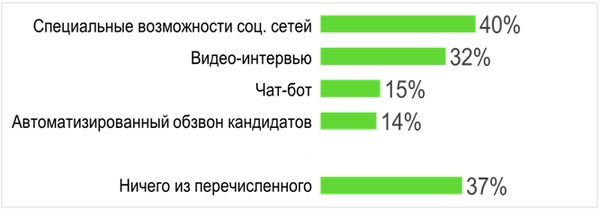 Специальные возможности соц. сетей 40%
Видео-интервью 32%
Чат-бот 15%
Автоматизированный обзвон кандидатов 14%
Ничего из перечисленного 37%